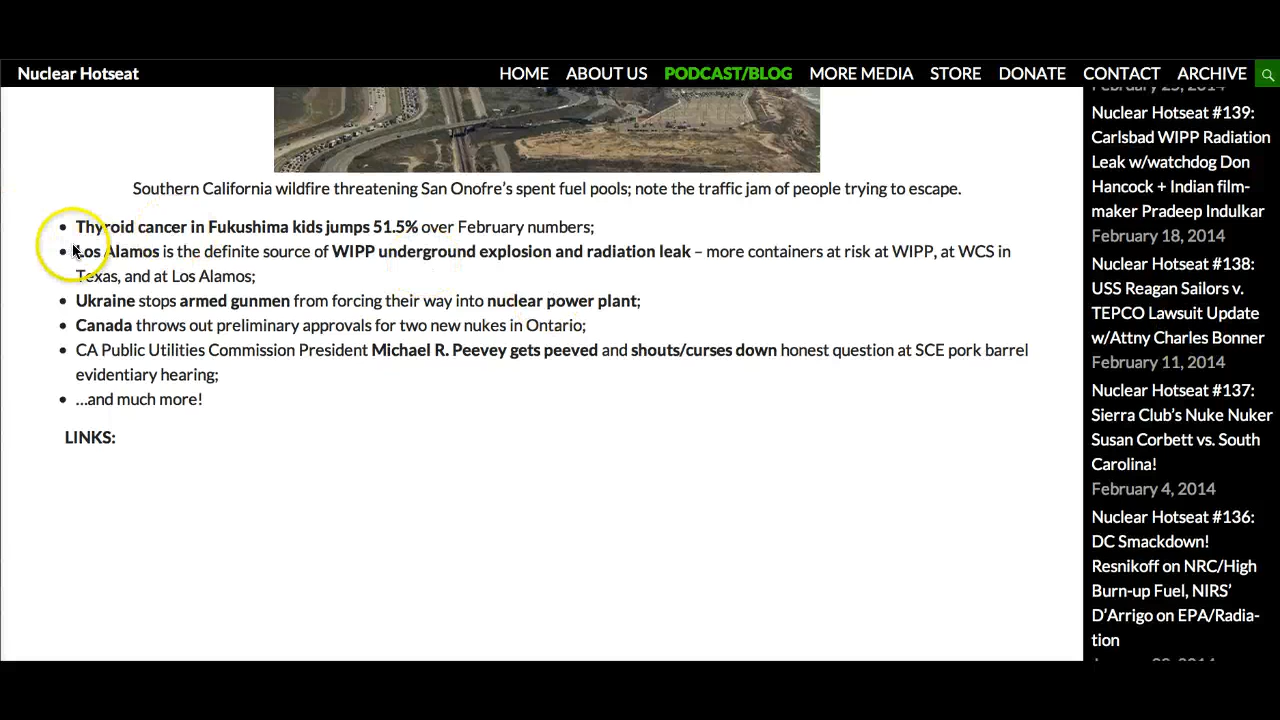 Nuclear Hotseat
HOME ABOUT US PODCAST/BLOG MORE MEDIA STORE DONATE CONTACT ARCHIVE
Southern California wildfire threatening San Onofre's spent fuel pools; note the traffic jam of people trying to escape.
• Thyroid cancer in Fukushima kids jumps 51.5% over February numbers;
• Los Alamos is the definite source of WIPP underground explosion and radiation leak – more containers at risk at WIPP, at WCS in
Texas, and at Los Alamos;
• Ukraine stops armed gunmen from forcing their way into nuclear power plant;
• Canada throws out preliminary approvals for two new nukes in Ontario;
• CA Public Utilities Commission President Michael R. Peevey gets peeved and shouts/curses down honest question at SCE pork barrel
evidentiary hearing;
• …and much more!
LINKS:
February 25, 2014
Nuclear Hotseat #139:
Carlsbad WIPP Radiation
Leak w/watchdog Don
Hancock + Indian film-
maker Pradeep Indulkar
February 18, 2014
Nuclear Hotseat #138:
USS Reagan Sailors v.
TEPCO Lawsuit Update
w/Attny Charles Bonner
February 11, 2014
Nuclear Hotseat #137:
Sierra Club's Nuke Nuker
Susan Corbett vs. South
Carolina!
February 4, 2014
Nuclear Hotseat #136:
DC Smackdown!
Resnikoff on NRC/High
Burn-up Fuel, NIRS'
D'Arrigo on EPA/Radia-
tion